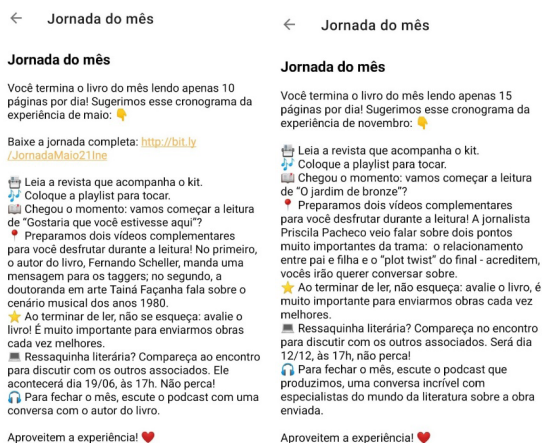 Jornada do mês
Jornada do mês
Você termina o livro do mês lendo apenas 10
páginas por dia! Sugerimos esse cronograma da
experiência de maio: 👇
Baixe a jornada completa: http://bit.ly
/JornadaMaio21Ine
📇 Leia a revista que acompanha o kit.
🎶 Coloque a playlist para tocar.
📖 Chegou o momento: vamos começar a leitura
de “Gostaria que você estivesse aqui”?
📍 Preparamos dois vídeos complementares
para você desfrutar durante a leitura! No primeiro,
o autor do livro, Fernando Scheller, manda uma
mensagem para os taggers; no segundo, a
doutoranda em arte Tainá Façanha fala sobre o
cenário musical dos anos 1980.
⭐ Ao terminar de ler, não se esqueça: avalie o
livro! É muito importante para enviarmos obras
cada vez melhores.
💻 Ressaquinha literária? Compareça ao encontro
para discutir com os outros associados. Ele
acontecerá dia 19/06, às 17h. Não perca!
🎧 Para fechar o mês, escute o podcast com uma
conversa com o autor do livro.
Aproveitem a experiência! ❤️
Jornada do mês
Jornada do mês
Você termina o livro do mês lendo apenas 15
páginas por dia! Sugerimos esse cronograma da
experiência de novembro: 👇
📇 Leia a revista que acompanha o kit.
🎶 Coloque a playlist para tocar.
📖 Chegou o momento: vamos começar a leitura
de “O jardim de bronze”?
📍 Preparamos dois vídeos complementares
para você desfrutar durante a leitura! A jornalista
Priscila Pacheco veio falar sobre dois pontos
muito importantes da trama: o relacionamento
entre pai e filha e o “plot twist” do final - acreditem,
vocês irão querer conversar sobre.
⭐ Ao terminar de ler, não esqueça: avalie o livro, é
muito importante para enviarmos obras cada vez
melhores.
💻 Ressaquinha literária? Compareça no encontro
para discutir com os outros associados. Será dia
12/12, às 17h, não perca!
🎧 Para fechar o mês, escute o podcast que
produzimos, uma conversa incrível com
especialistas do mundo da literatura sobre a obra
enviada.
Aproveitem a experiência! ❤️